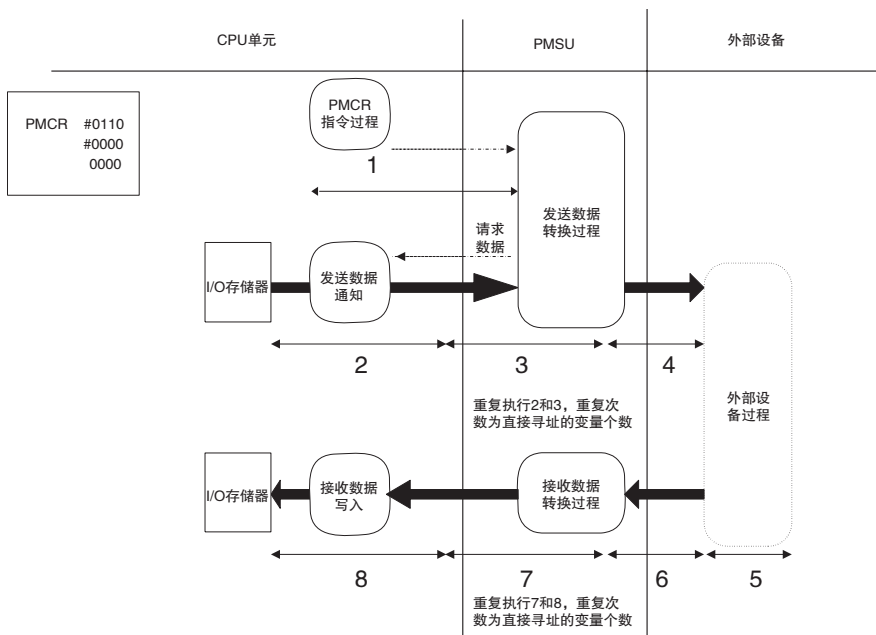 CPU单元
PMSU
外部设备
PMCR #0110
#0000
0000
PMCR
指令过程
1
请求
数据
发送数据
转换过程
I/O存储器
发送数据
通知
2
3
4
外部设
备过程
重复执行2和3，重复次
数为直接寻址的变量个数
I/O存储器
接收数据
写入
接收数据
转换过程
8
7
6
5
重复执行7和8，重复次
数为直接寻址的变量个数